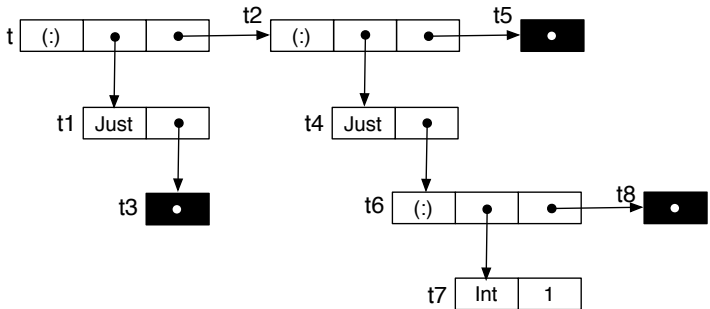 t2 t5
t (:) (:)
t1 Just t4 Just
t3 t6 (:) t8
t7 Int 1